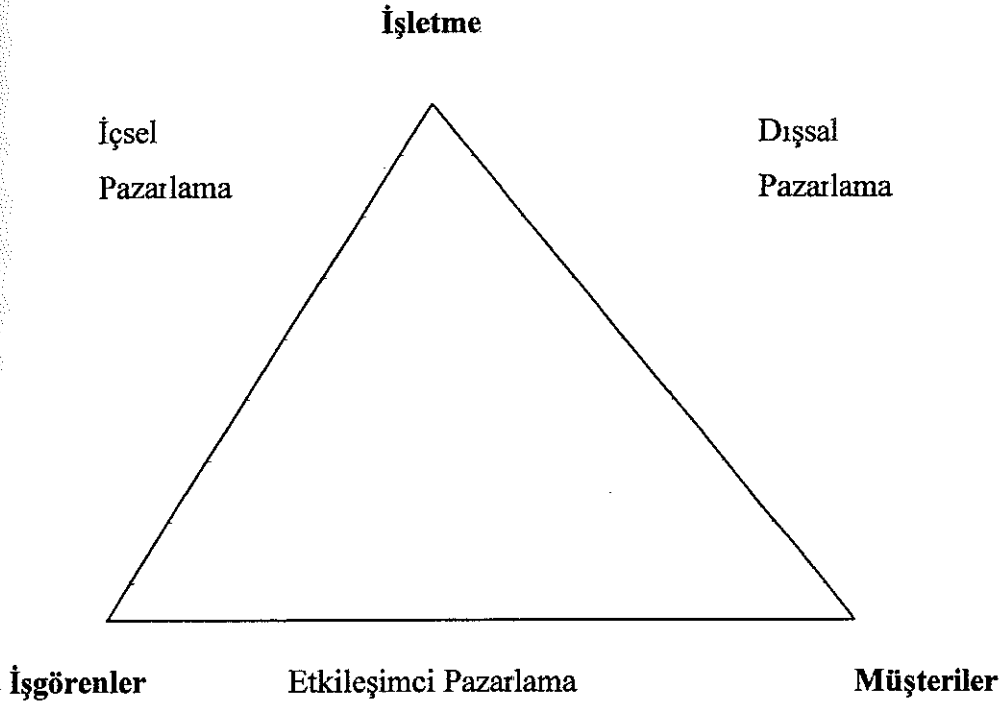 İşletme
İçsel
Pazarlama
Dışsal
Pazarlama
İşgörenler
Etkileşimci Pazarlama
Müşteriler